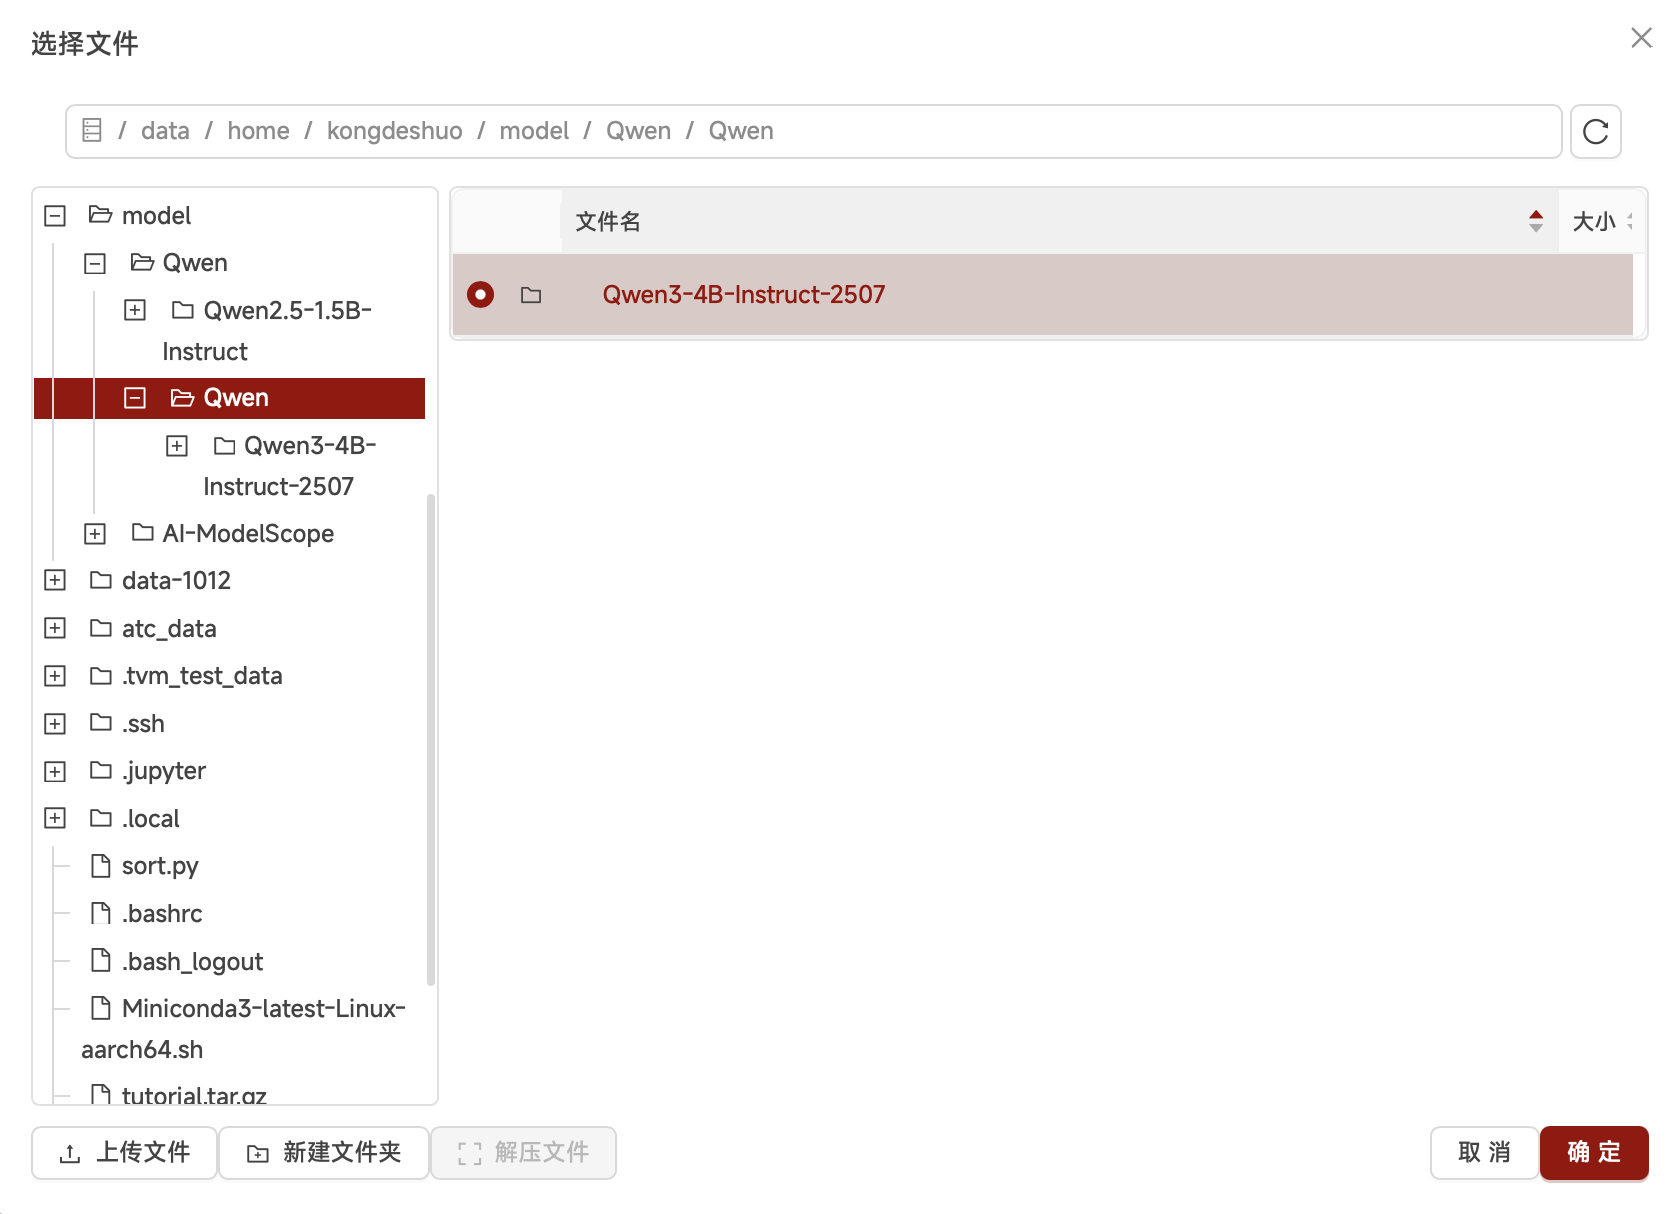 选择文件
/ data / home / kongdeshuo / model / Qwen / Qwen
model
Qwen
Qwen2.5-1.5B-
Instruct
Qwen
Qwen3-4B-
Instruct-2507
AI-ModelScope
data-1012
atc_data
.tvm_test_data
.ssh
.jupyter
.local
sort.py
.bashrc
.bash_logout
Miniconda3-latest-Linux-
aarch64.sh
tutorial.tar.gz
文件名 大小
Qwen3-4B-Instruct-2507
上传文件 新建文件夹 解压文件 取消 确定